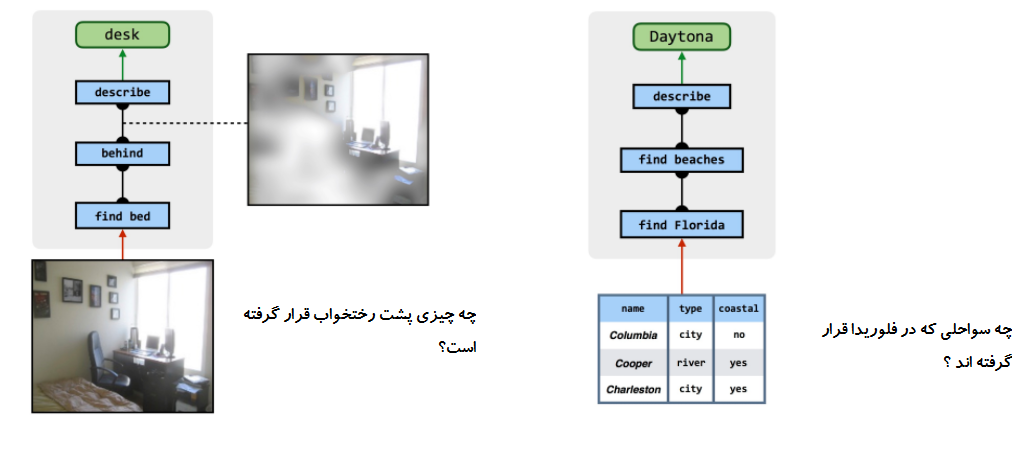 desk
describe
behind
find bed
چه چیزی پشت رختخواب قرار گرفته
است؟
Daytona
describe
find beaches
find Florida
name type coastal
Columbia city no
Cooper river yes
Charleston city yes
چه سواحلی که در فلوریدا قرار
گرفته اند ؟